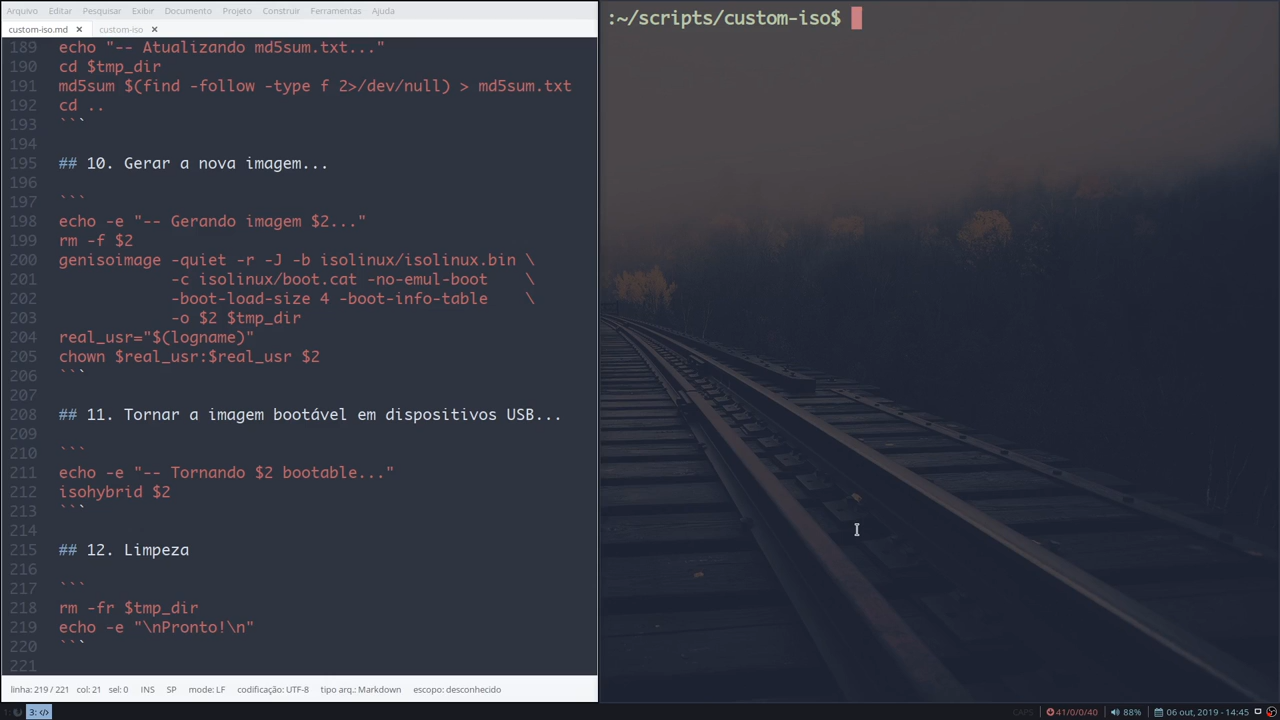 Arquivo Editar Pesquisar Exibir Documento Projeto Construir Ferramentas Ajuda
custom-iso.md custom-iso
189 echo "-- Atualizando md5sum.txt..."
190 cd $tmp_dir
191 md5sum $(find -follow -type f 2>/dev/null) > md5sum.txt
192 cd ..
193 ```
194
195 ## 10. Gerar a nova imagem...
196
197 ```
198 echo -e "-- Gerando imagem $2..."
199 rm -f $2
200 genisoimage -quiet -r -J -b isolinux/isolinux.bin \
201 -c isolinux/boot.cat -no-emul-boot \
202 -boot-load-size 4 -boot-info-table \
203 -o $2 $tmp_dir
204 real_usr="$(logname)"
205 chown $real_usr:$real_usr $2
206 ```
207
208 ## 11. Tornar a imagem bootável em dispositivos USB...
209
210 ```
211 echo -e "-- Tornando $2 bootable..."
212 isohybrid $2
213 ```
214
215 ## 12. Limpeza
216
217 ```
218 rm -fr $tmp_dir
219 echo -e "\nPronto!\n"
220 ```
221
linha: 219 / 221 col: 21 sel: 0 INS SP mode: LF codificação: UTF-8 tipo arq.: Markdown escopo: desconhecido
:~/scripts/custom-iso$
1: 3: </> CAPS 41/0/0/40 88% 06 out, 2019 - 14:45